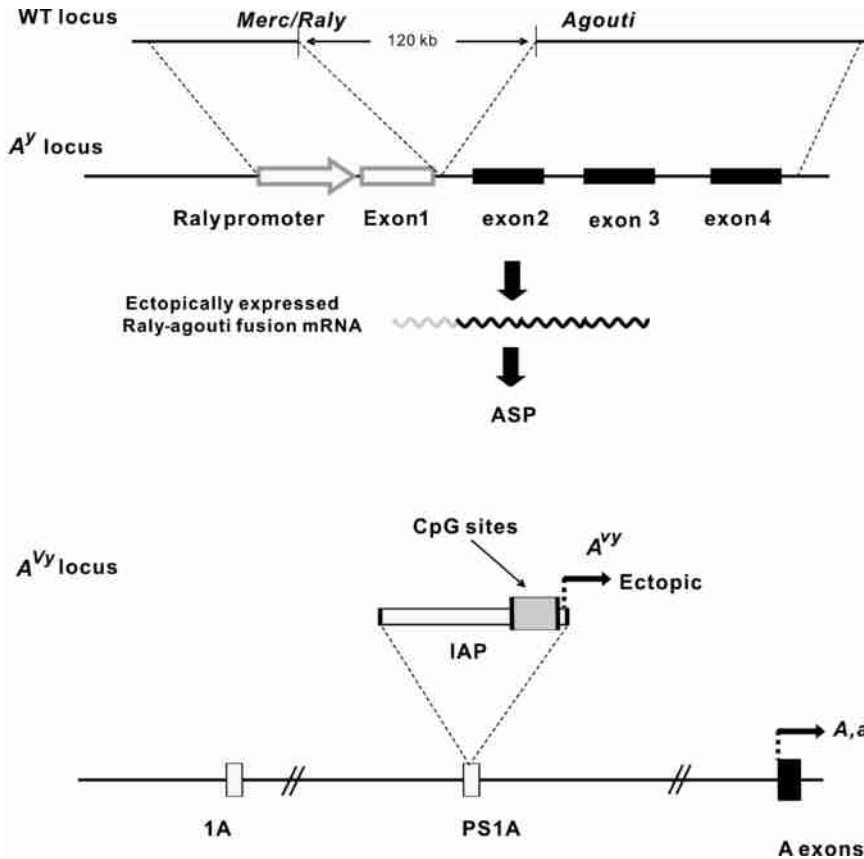 WT locus
Merc/Raly
Agouti
120 kb
A^y locus
Ralypromoter
Exon1
exon2
exon 3
exon4
Ectopically expressed
Raly-agouti fusion mRNA
ASP
CpG sites
A^Vy locus
A^vy
Ectopic
IAP
A,a
1A
PS1A
A exons